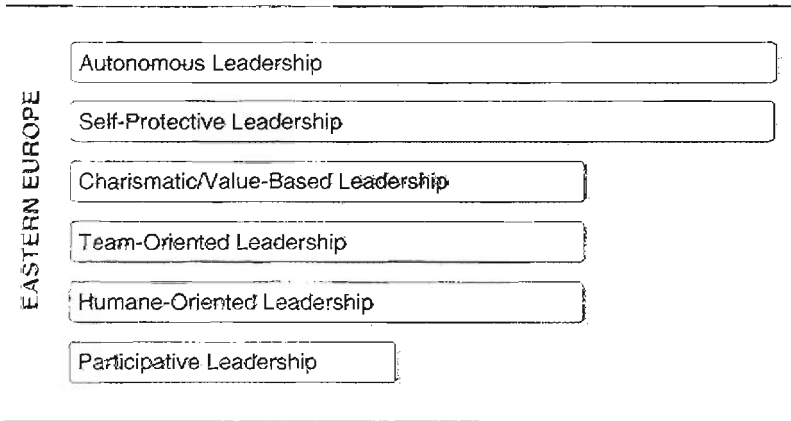 EASTERN EUROPE
Autonomous Leadership
Self-Protective Leadership
Charismatic/Value-Based Leadership
Team-Oriented Leadership
Humane-Oriented Leadership
Participative Leadership